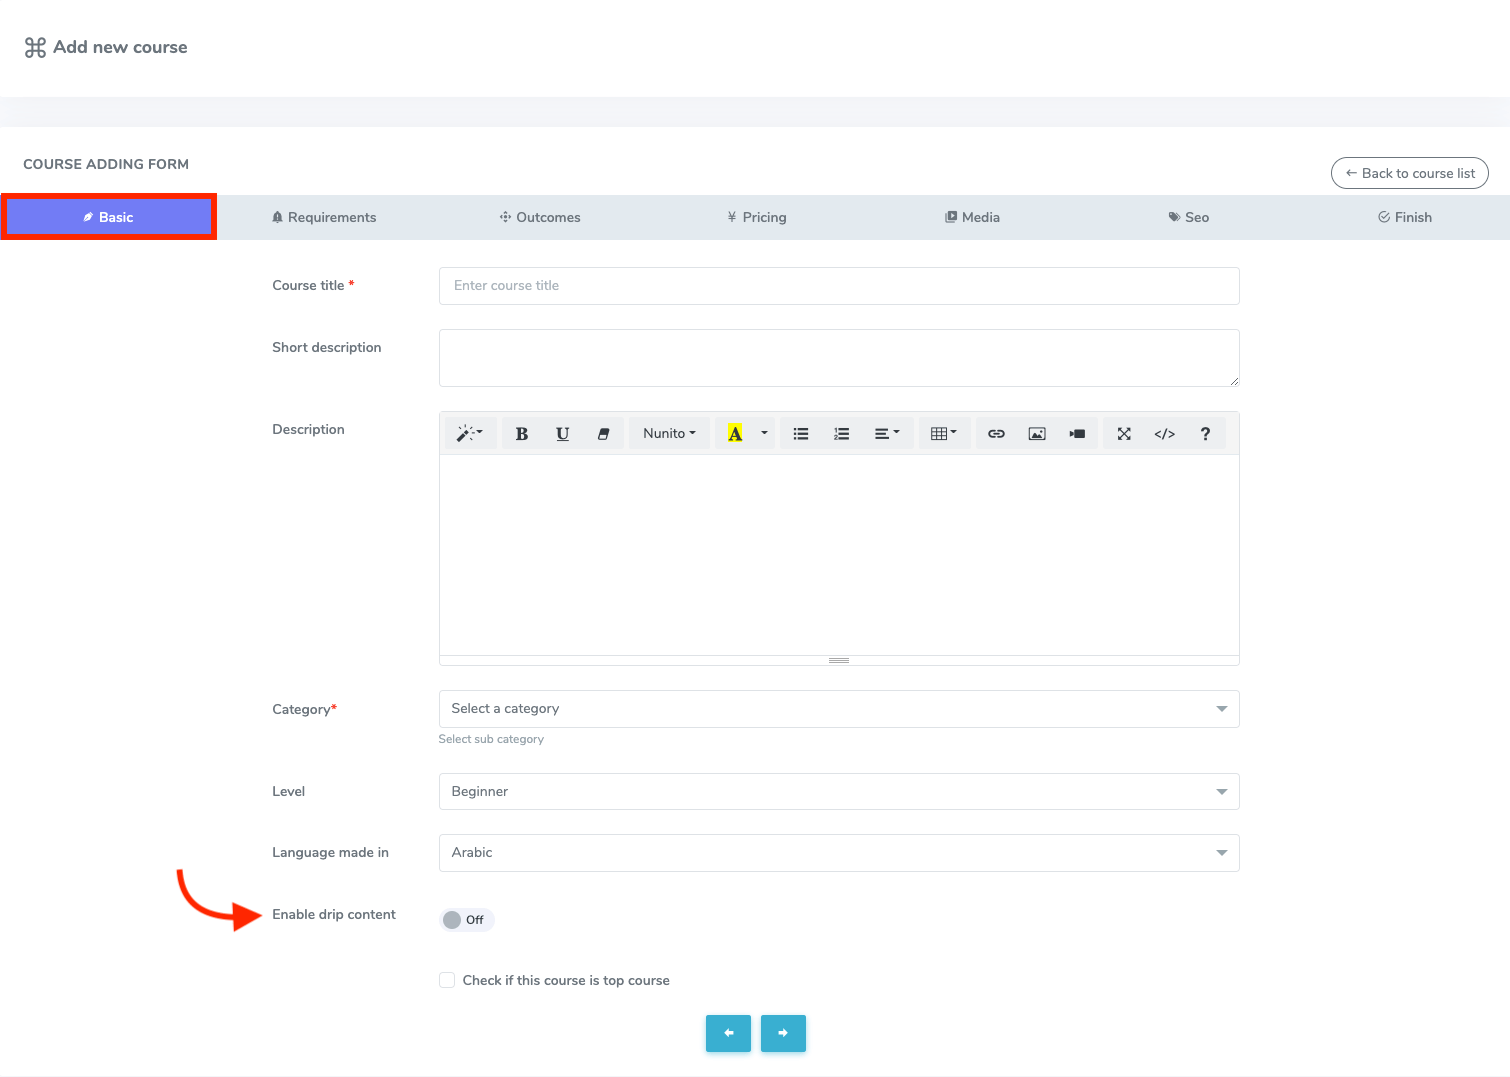 Add new course
COURSE ADDING FORM
Back to course list
Basic
Requirements
Outcomes
¥ Pricing
Media
Seo
Finish
Course title *
Enter course title
Short description
Description
B U Nunito A </> ?
Category*
Select a category
Select sub category
Level
Beginner
Language made in
Arabic
Enable drip content
Off
Check if this course is top course